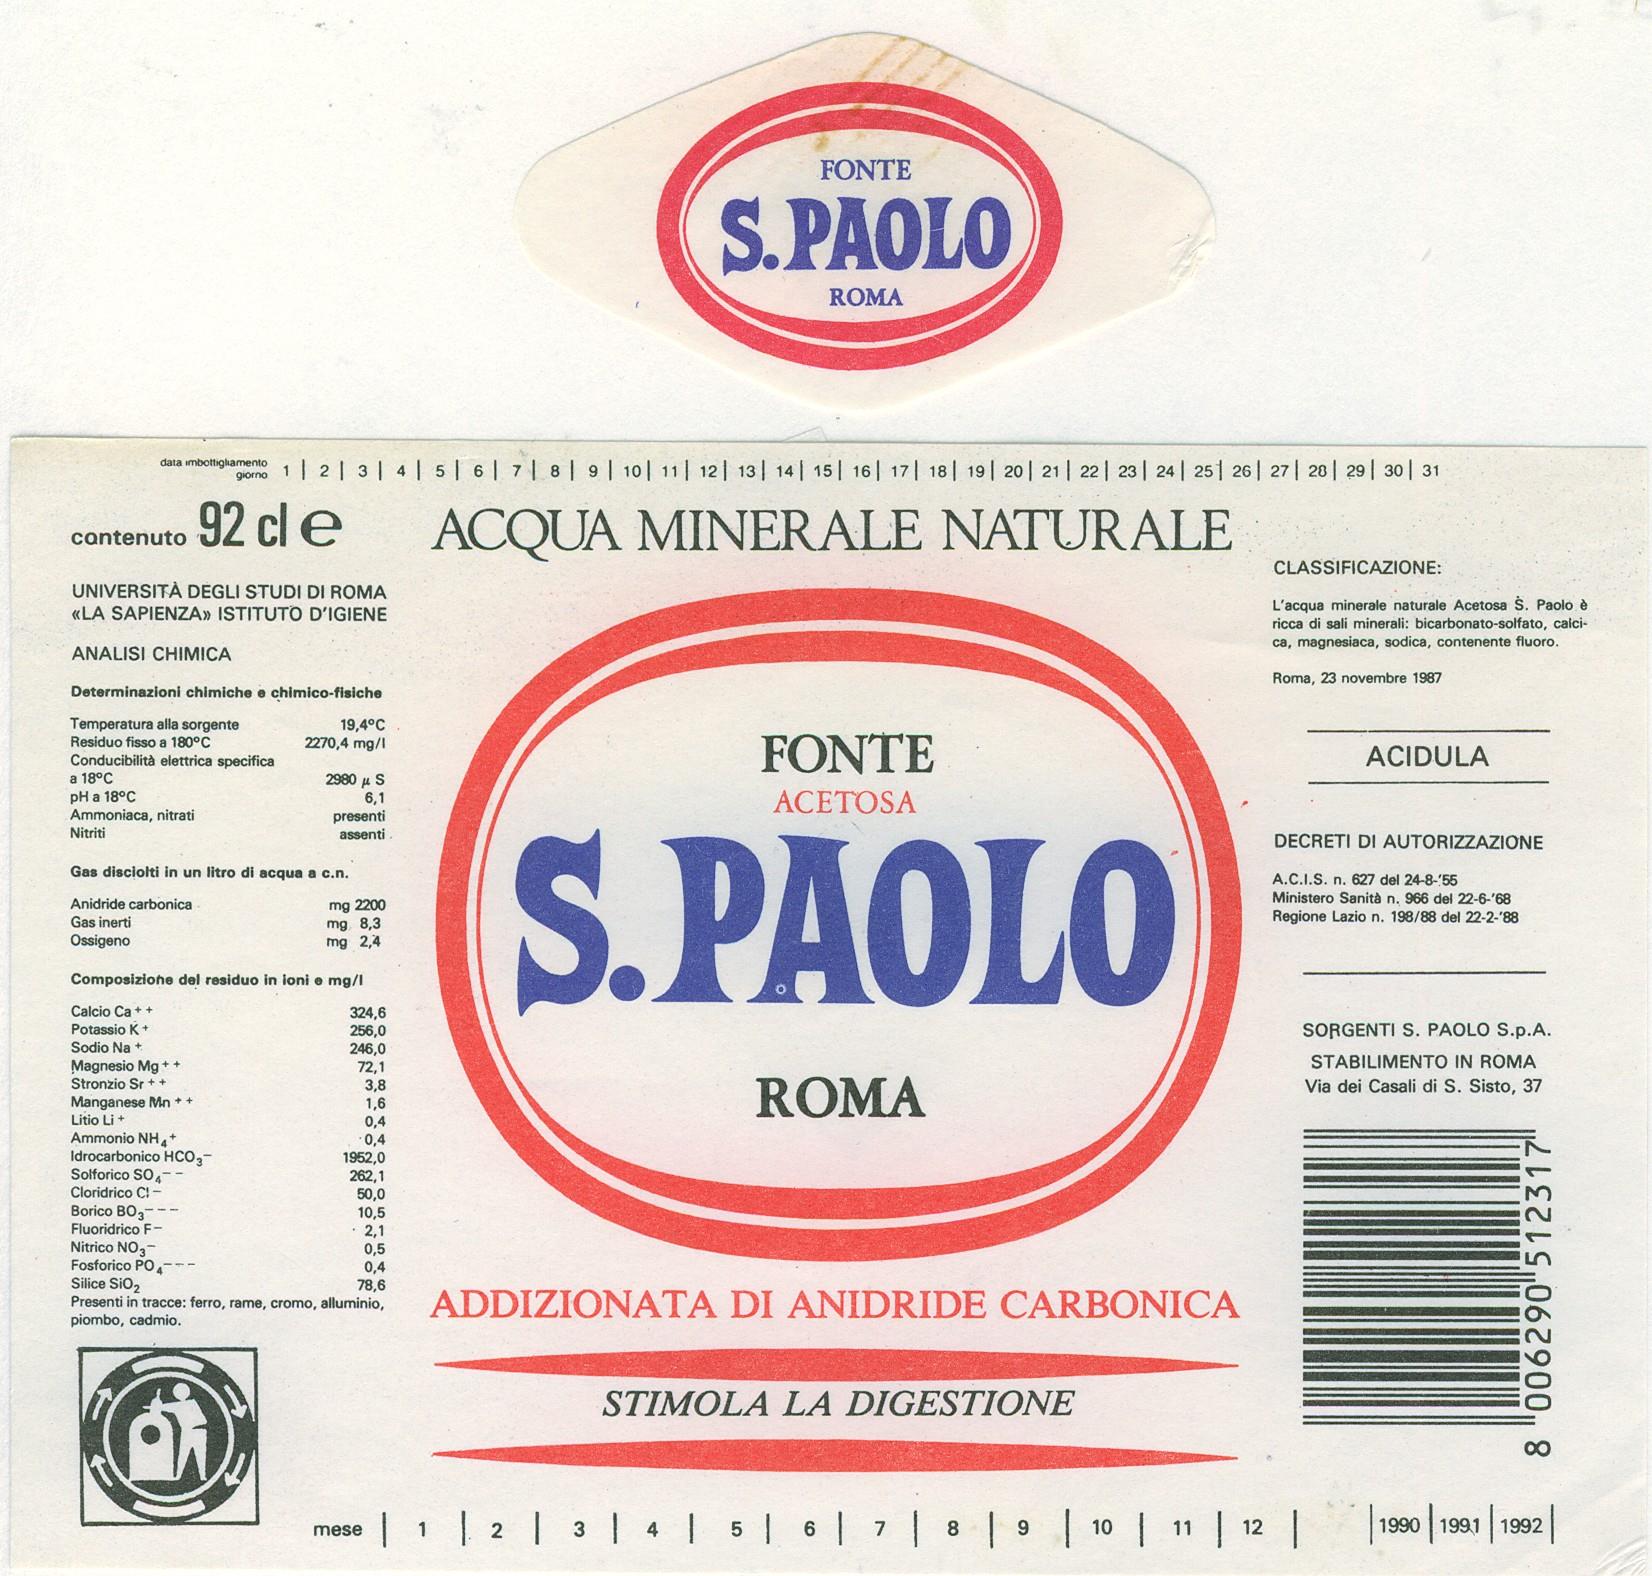 FONTE
S.PAOLO
ROMA
data imbottigliamento
giorno 1 2 3 4 5 6 7 8 9 10 11 12 13 14 15 16 17 18 19 20 21 22 23 24 25 26 27 28 29 30 31
contenuto 92 cl e
ACQUA MINERALE NATURALE
UNIVERSITÀ DEGLI STUDI DI ROMA
«LA SAPIENZA» ISTITUTO D'IGIENE
ANALISI CHIMICA
Determinazioni chimiche e chimico-fisiche
Temperatura alla sorgente 19,4°C
Residuo fisso a 180°C 2270,4 mg/l
Conducibilità elettrica specifica
a 18°C 2980 µ S
pH a 18°C 6,1
Ammoniaca, nitrati presenti
Nitriti assenti
Gas disciolti in un litro di acqua a c.n.
Anidride carbonica mg 2200
Gas inerti mg 8,3
Ossigeno mg 2,4
Composizione del residuo in ioni e mg/l
Calcio Ca++ 324,6
Potassio K+ 256,0
Sodio Na+ 246,0
Magnesio Mg++ 72,1
Stronzio Sr++ 3,8
Manganese Mn++ 1,6
Litio Li+ 0,4
Ammonio NH4+ 0,4
Idrocarbonico HCO3− 1952,0
Solforico SO4−− 262,1
Cloridrico Cl− 50,0
Borico BO3−−− 10,5
Fluoridrico F− 2,1
Nitrico NO3− 0,5
Fosforico PO4−−− 0,4
Silice SiO2 78,6
Presenti in tracce: ferro, rame, cromo, alluminio,
piombo, cadmio.
FONTE
ACETOSA
S.PAOLO
ROMA
ADDIZIONATA DI ANIDRIDE CARBONICA
STIMOLA LA DIGESTIONE
CLASSIFICAZIONE:
L'acqua minerale naturale Acetosa S. Paolo è
ricca di sali minerali: bicarbonato-solfato, calci-
ca, magnesiaca, sodica, contenente fluoro.
Roma, 23 novembre 1987
ACIDULA
DECRETI DI AUTORIZZAZIONE
A.C.I.S. n. 627 del 24-8-'55
Ministero Sanità n. 966 del 22-6-'68
Regione Lazio n. 198/88 del 22-2-'88
SORGENTI S. PAOLO S.p.A.
STABILIMENTO IN ROMA
Via dei Casali di S. Sisto, 37
8 006290 512317
mese 1 2 3 4 5 6 7 8 9 10 11 12 1990 1991 1992